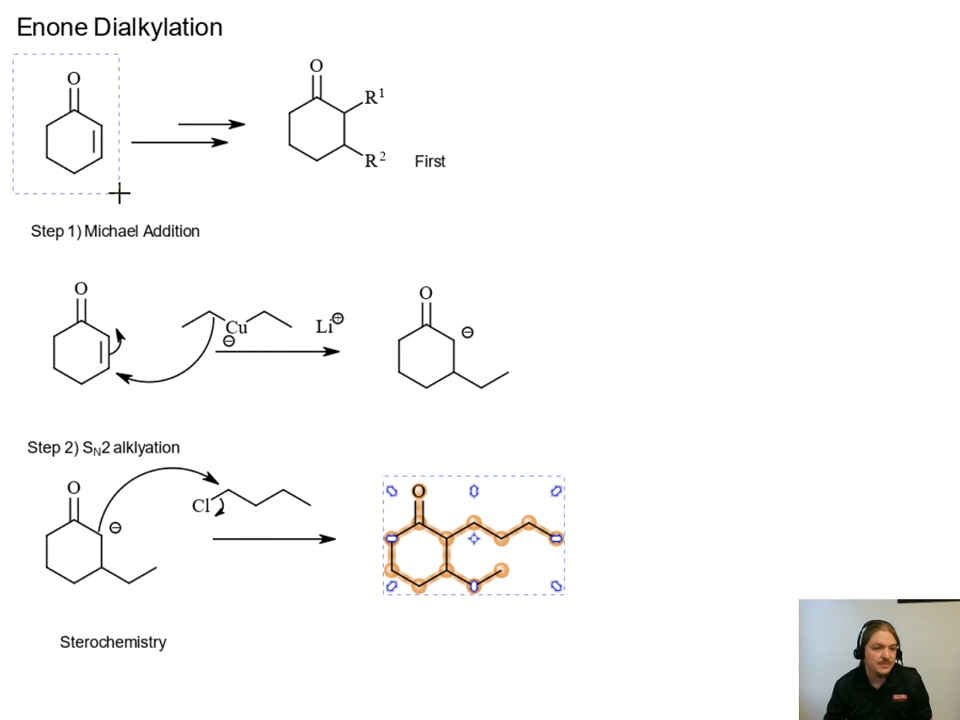 Enone Dialkylation
O
O
R1
R2
First
Step 1) Michael Addition
O
Cu
⊖
Li⊕
O
⊖
Step 2) SN2 alklyation
O
⊖
Cl
O
Sterochemistry